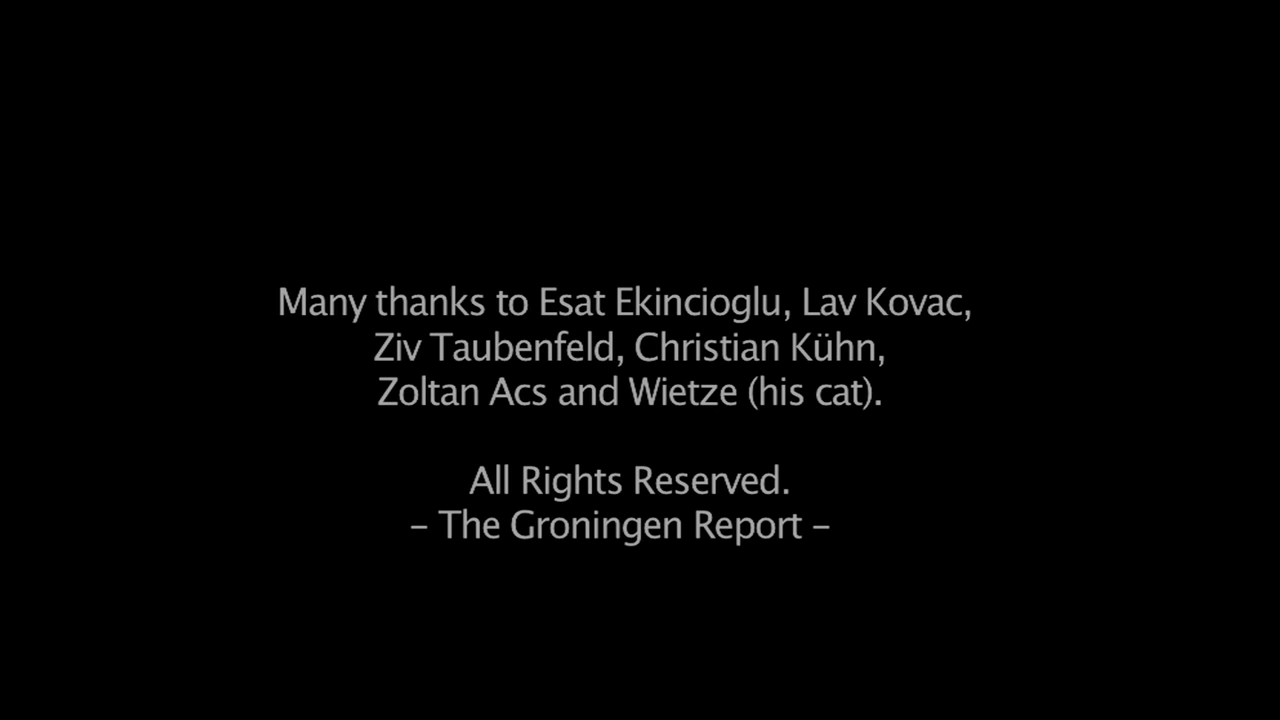 Many thanks to Esat Ekincioglu, Lav Kovac,
Ziv Taubenfeld, Christian Kühn,
Zoltan Acs and Wietze (his cat).
All Rights Reserved.
– The Groningen Report –